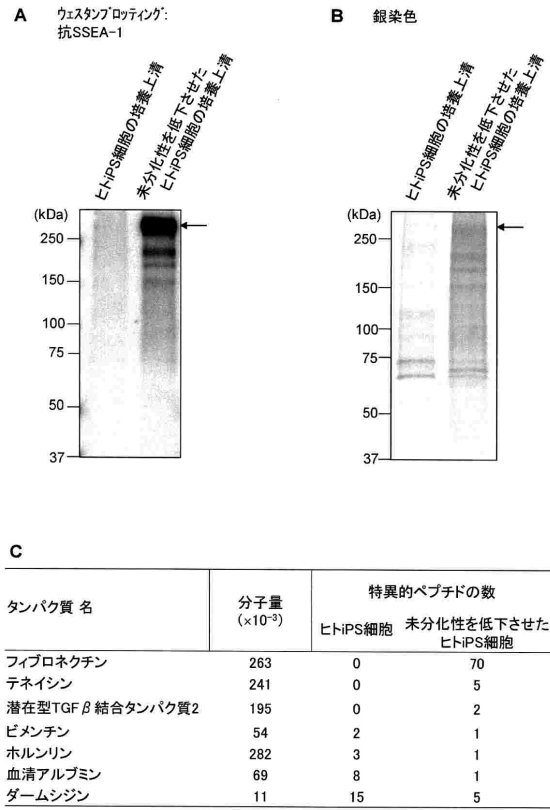 A ウェスタンブロッティング:
抗SSEA-1
ヒトiPS細胞の培養上清
未分化性を低下させた
ヒトiPS細胞の培養上清
(kDa)
250
150
100
75
50
37
B 銀染色
ヒトiPS細胞の培養上清
未分化性を低下させた
ヒトiPS細胞の培養上清
(kDa)
250
150
100
75
50
37
C
タンパク質 名 分子量 (×10⁻³) 特異的ペプチドの数
ヒトiPS細胞 未分化性を低下させた ヒトiPS細胞
フィブロネクチン 263 0 70
テネイシン 241 0 5
潜在型TGFβ結合タンパク質2 195 0 2
ビメンチン 54 2 1
ホルンリン 282 3 1
血清アルブミン 69 8 1
ダームシジン 11 15 5